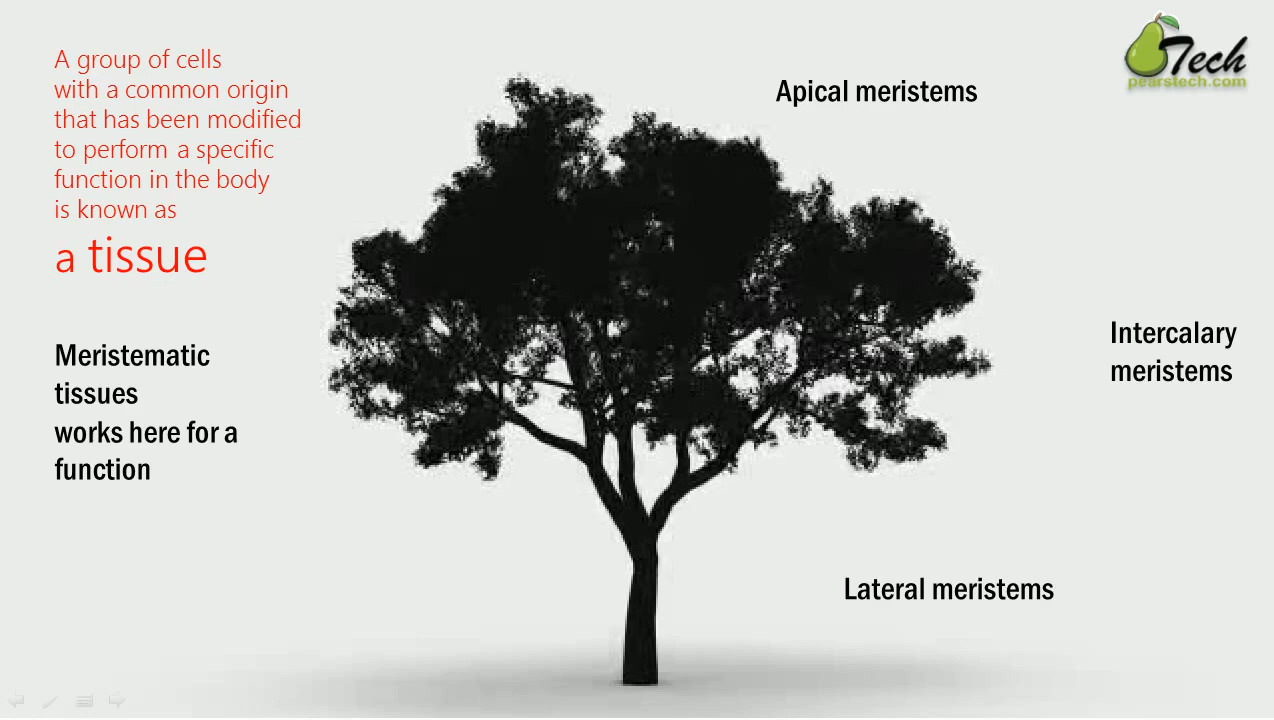 A group of cells
with a common origin
that has been modified
to perform a specific
function in the body
is known as
a tissue
Meristematic
tissues
works here for a
function
Apical meristems
Intercalary
meristems
Lateral meristems
Tech
pearstech.com